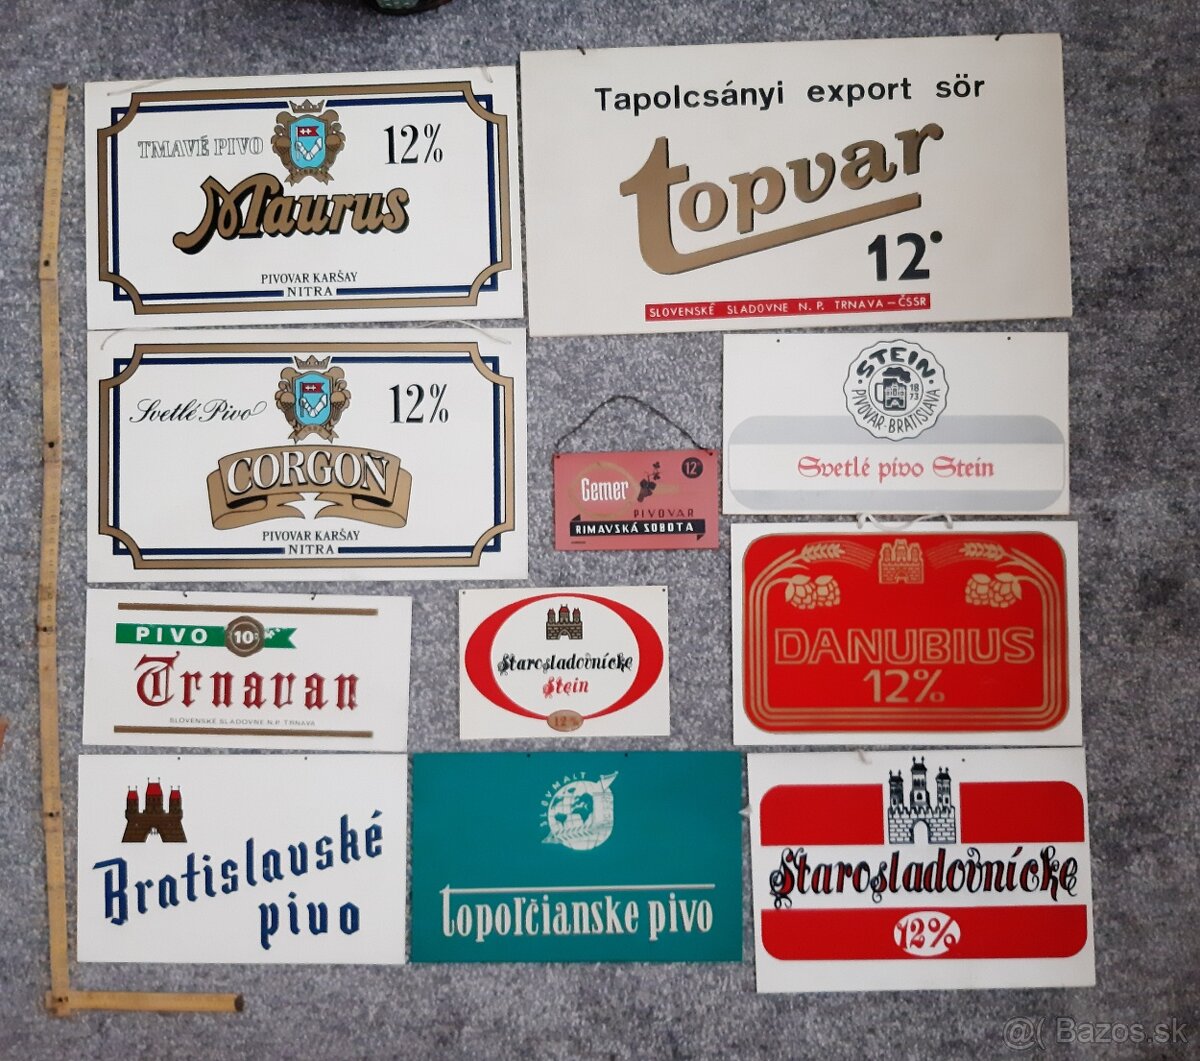 TMAVÉ PIVO
12%
Maurus
PIVOVAR KARŠAY
NITRA
Tapolcsányi export sör
topvar
12°
SLOVENSKÉ SLADOVNE N. P. TRNAVA – ČSSR
Svetlé Pivo
12%
CORGOŇ
PIVOVAR KARŠAY
NITRA
12°
Gemer
PIVOVAR
RIMAVSKÁ SOBOTA
STEIN
1873
PIVOVAR · BRATISLAVA
Svetlé pivo Stein
PIVO 10%
Trnavan
SLOVENSKÉ SLADOVNE N.P. TRNAVA
Starosladovnícke
Stein
12%
DANUBIUS
12%
Bratislavské
pivo
SLOVMALT
topoľčianske pivo
Starosladovnícke
12%
@( Bazos.sk